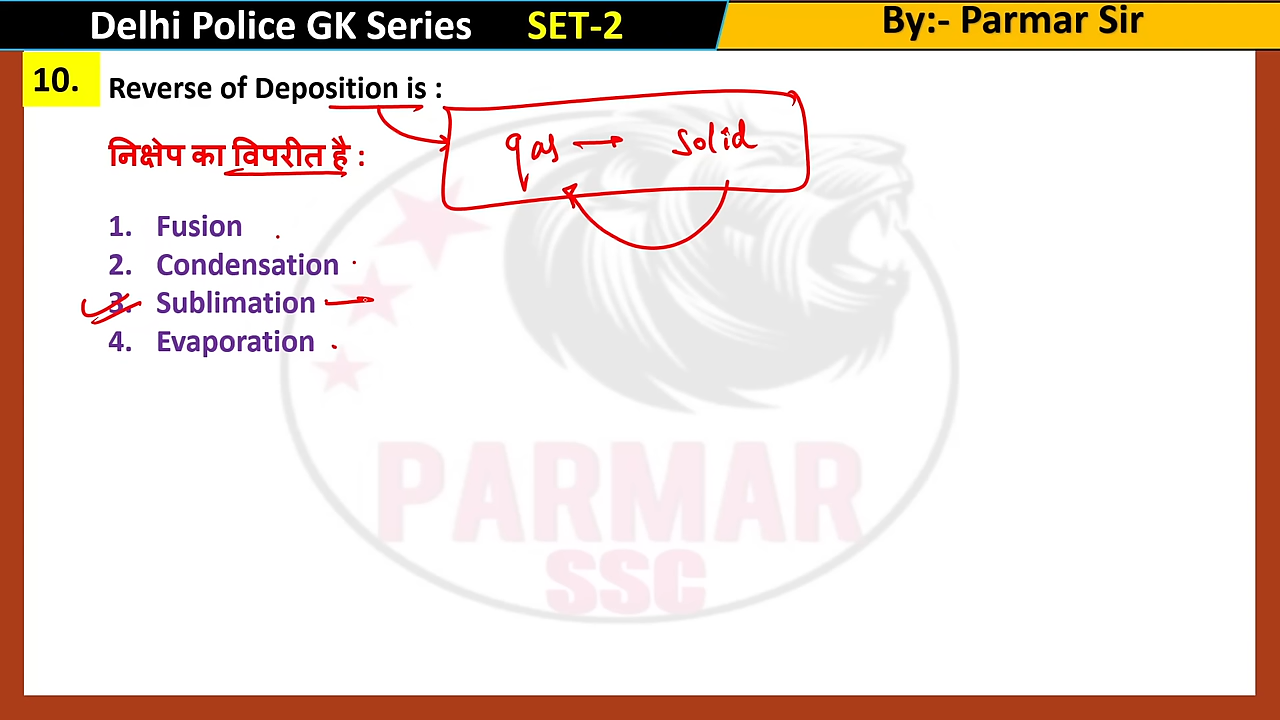 Delhi Police GK Series SET-2 By:- Parmar Sir
10. Reverse of Deposition is :
gas → solid
निक्षेप का विपरीत है :
1. Fusion
2. Condensation
3. Sublimation
4. Evaporation
PARMAR
SSC